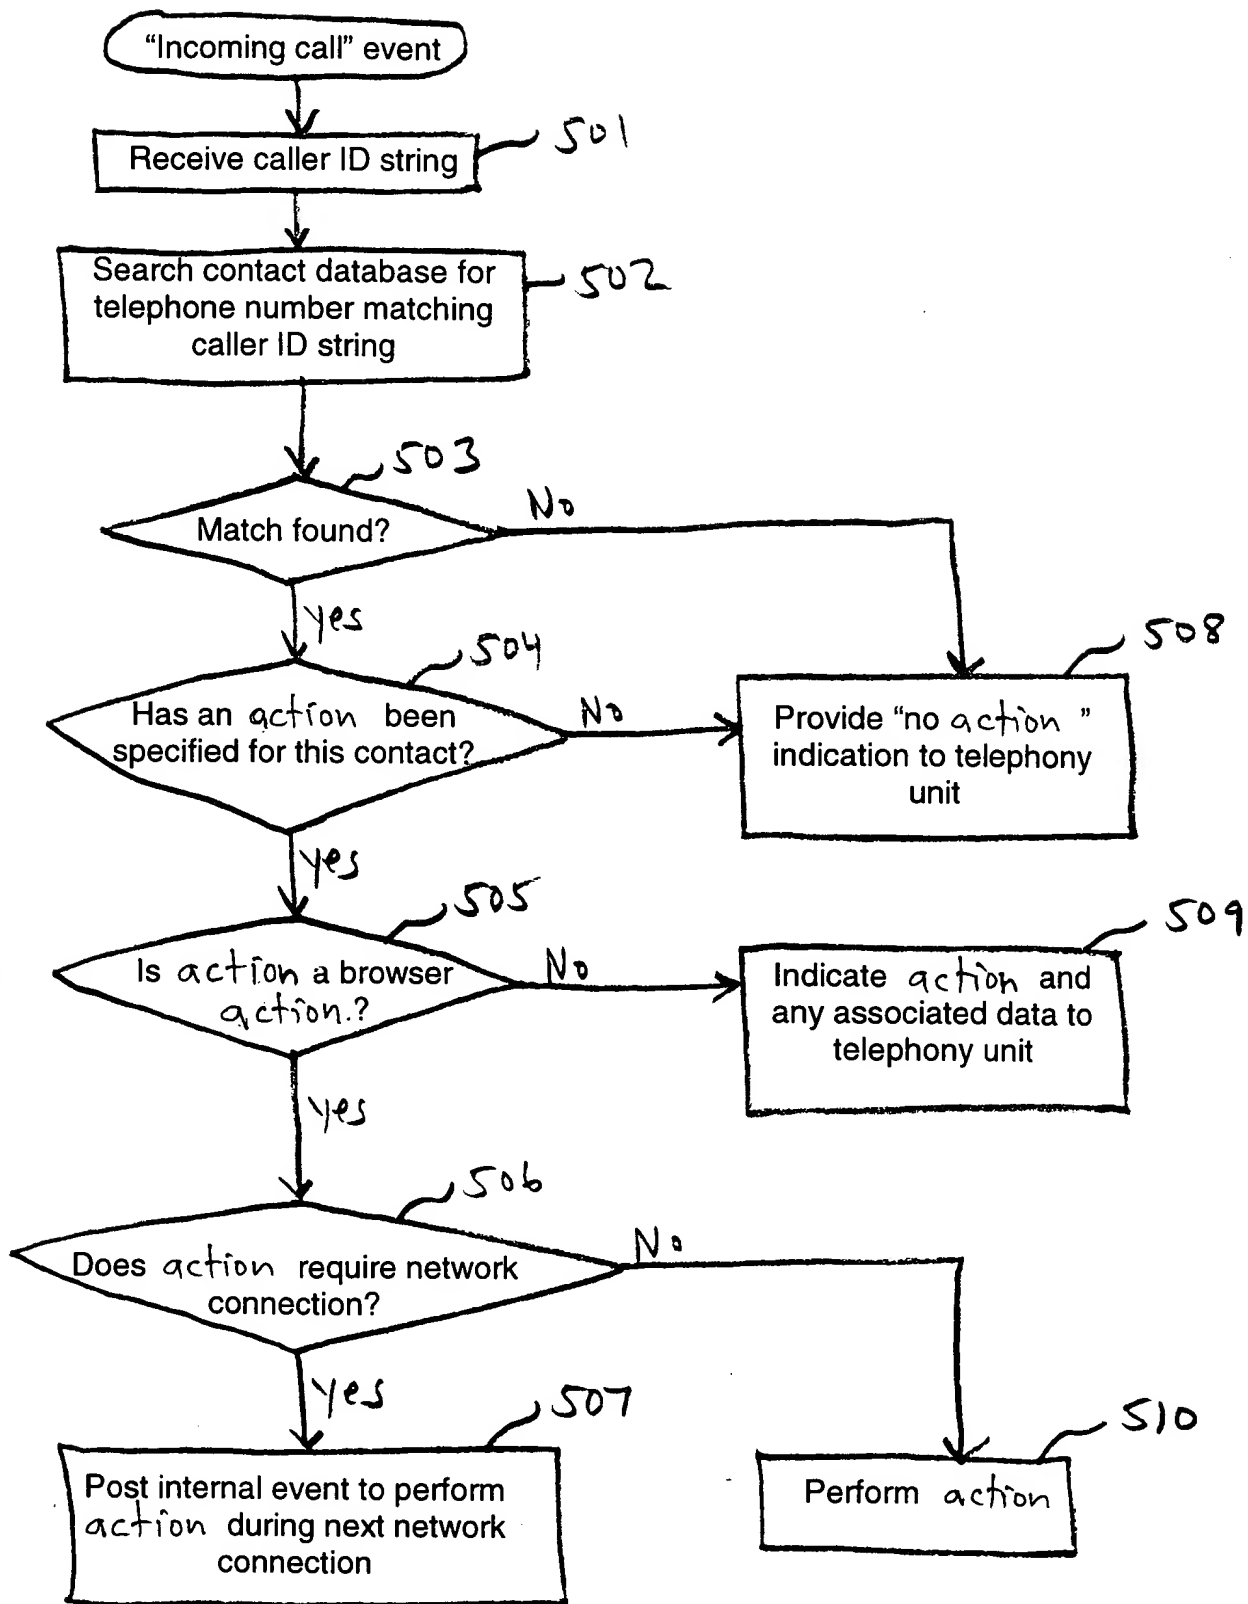 “Incoming call” event
501
Receive caller ID string
502
Search contact database for
telephone number matching
caller ID string
503
No
Match found?
yes
504
508
Has an action been
specified for this contact?
No
Provide “no action ”
indication to telephony
unit
yes
505
509
Is action a browser
action.?
No
Indicate action and
any associated data to
telephony unit
yes
506
No
Does action require network
connection?
yes
507
510
Post internal event to perform
action during next network
connection
Perform action